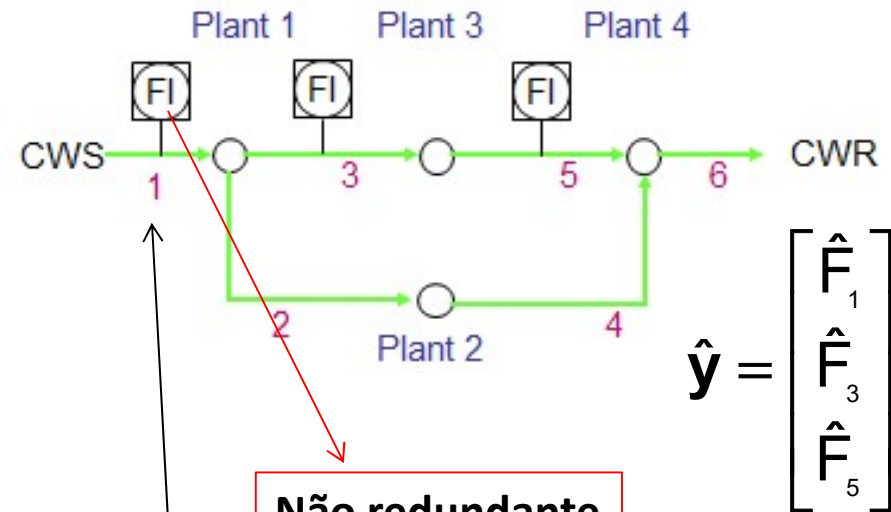 Plant 1 Plant 3 Plant 4
FI FI FI
CWS CWR
1 3 5 6
2 4
Plant 2
ŷ = [F̂₁ F̂₃ F̂₅]
Não redundante